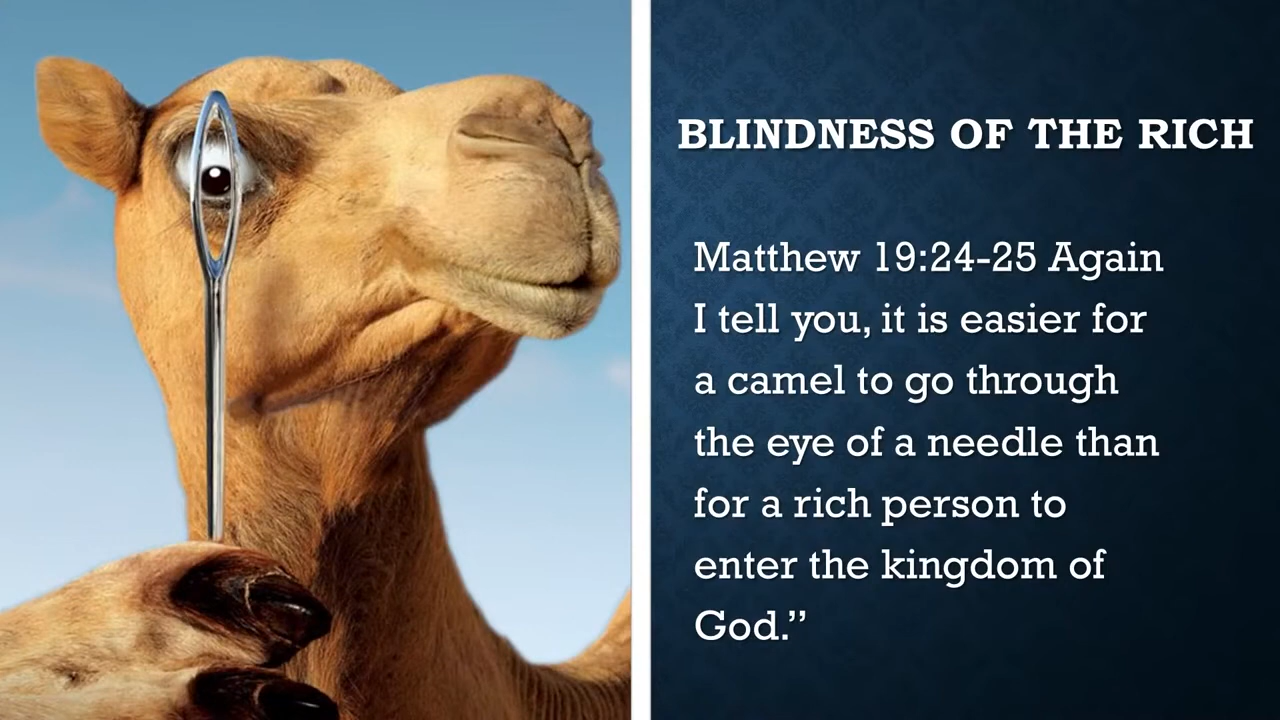 BLINDNESS OF THE RICH
Matthew 19:24-25 Again
I tell you, it is easier for
a camel to go through
the eye of a needle than
for a rich person to
enter the kingdom of
God.”